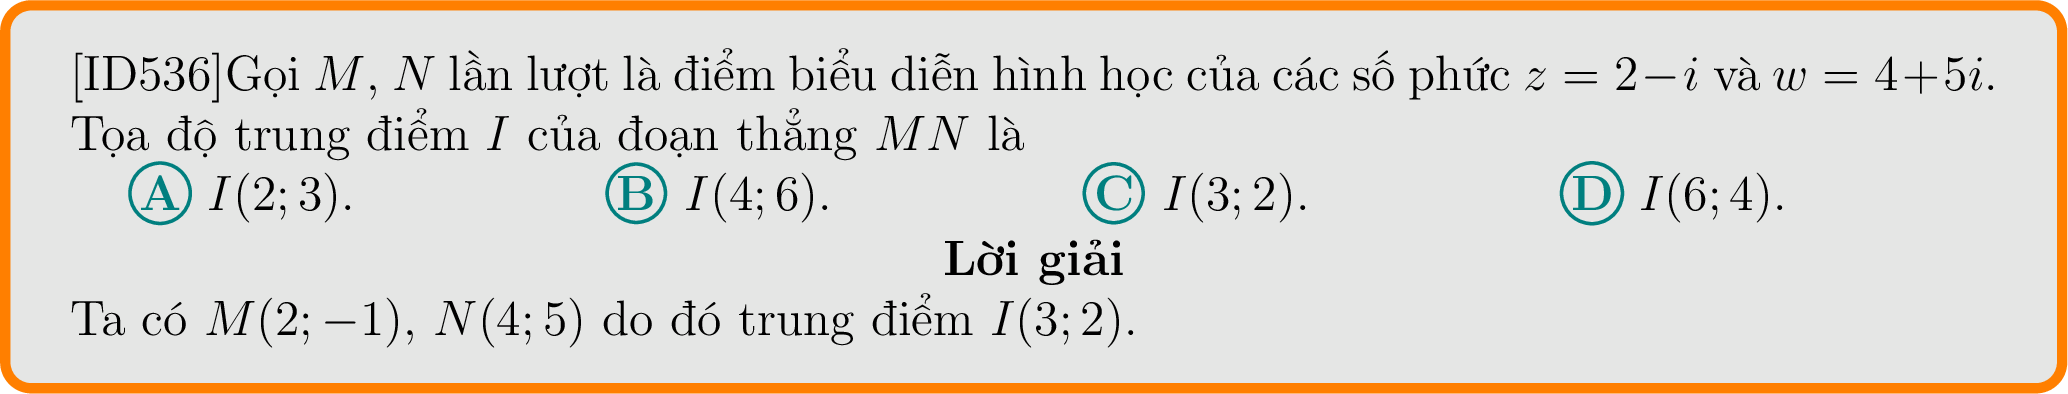 [ID536]Gọi M, N lần lượt là điểm biểu diễn hình học của các số phức z = 2−i và w = 4+5i.
Tọa độ trung điểm I của đoạn thẳng MN là
A I(2; 3). B I(4; 6). C I(3; 2). D I(6; 4).
Lời giải
Ta có M(2; −1), N(4; 5) do đó trung điểm I(3; 2).